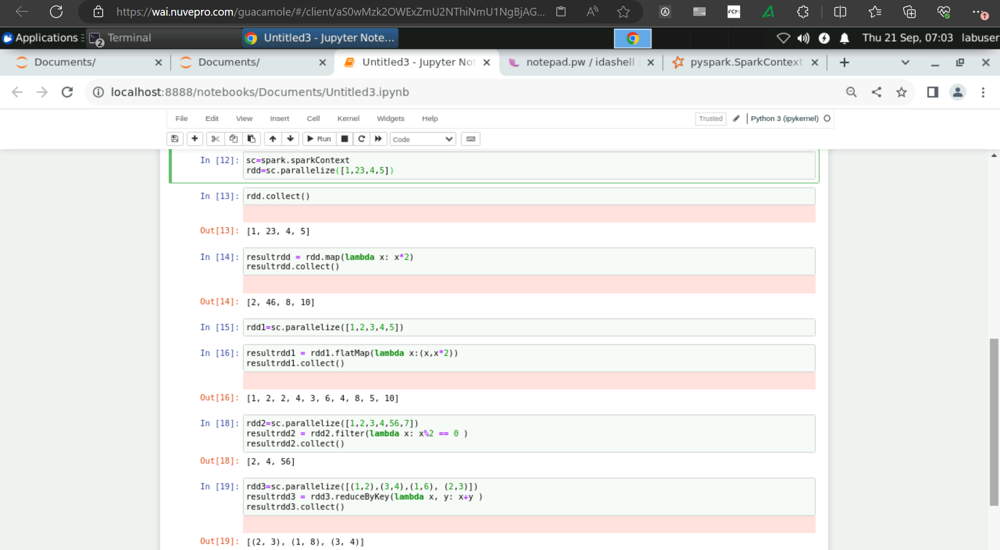 https://wai.nuvepro.com/guacamole/#/client/aS0wMzk2OWExZmU2NThiNmU1NgBjAG...
FCM
Applications
2
Terminal
Untitled3 - Jupyter Note...
Thu 21 Sep, 07:03
labuser
Documents/
Documents/
Untitled3 - Jupyter Not
notepad.pw / idashell
pyspark.SparkContext
localhost:8888/notebooks/Documents/Untitled3.ipynb
File Edit View Insert Cell Kernel Widgets Help
Trusted
Python 3 (ipykernel)
Run
Code
In [12]: sc=spark.sparkContext
rdd=sc.parallelize([1,23,4,5])
In [13]: rdd.collect()
Out[13]: [1, 23, 4, 5]
In [14]: resultrdd = rdd.map(lambda x: x*2)
resultrdd.collect()
Out[14]: [2, 46, 8, 10]
In [15]: rdd1=sc.parallelize([1,2,3,4,5])
In [16]: resultrdd1 = rdd1.flatMap(lambda x:(x,x*2))
resultrdd1.collect()
Out[16]: [1, 2, 2, 4, 3, 6, 4, 8, 5, 10]
In [18]: rdd2=sc.parallelize([1,2,3,4,56,7])
resultrdd2 = rdd2.filter(lambda x: x%2 == 0 )
resultrdd2.collect()
Out[18]: [2, 4, 56]
In [19]: rdd3=sc.parallelize([(1,2),(3,4),(1,6), (2,3)])
resultrdd3 = rdd3.reduceByKey(lambda x, y: x+y )
resultrdd3.collect()
Out[19]: [(2, 3), (1, 8), (3, 4)]